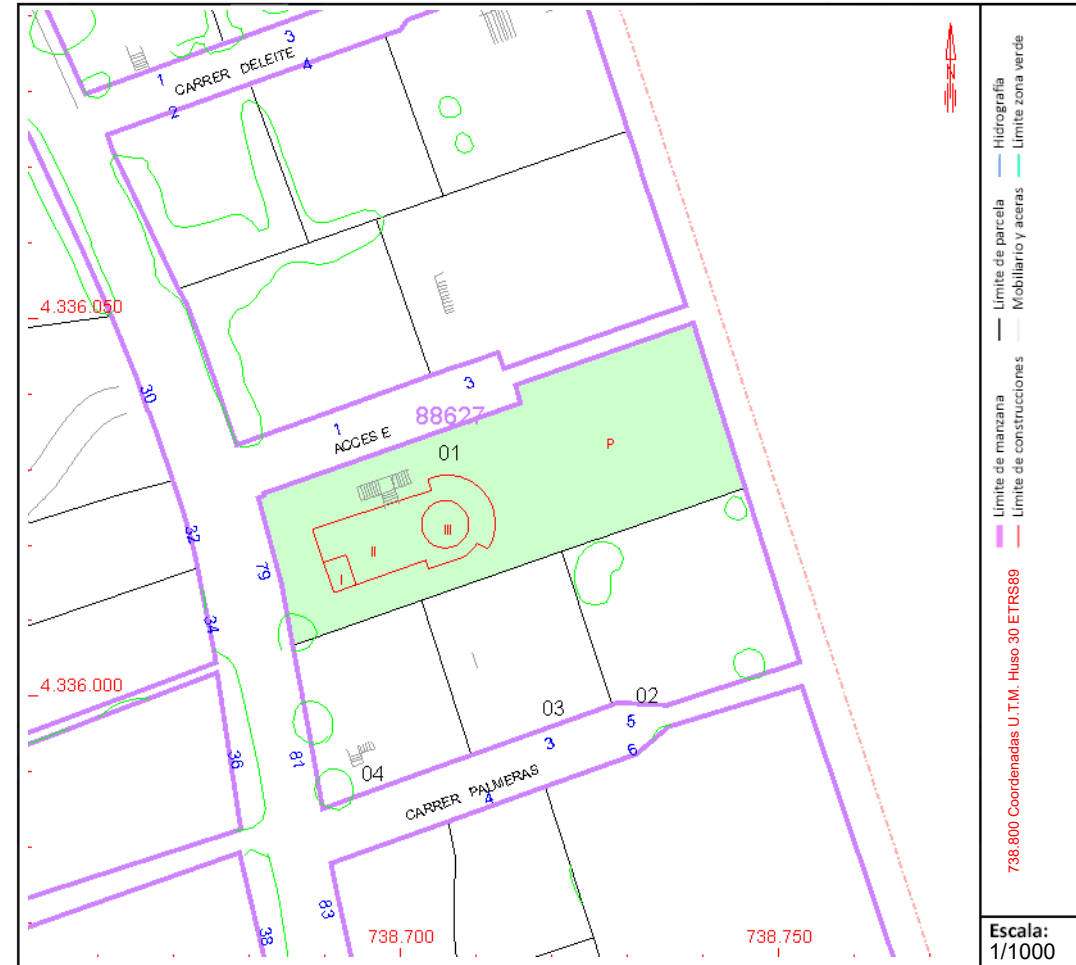 3
CARRER DELEITE
1
4
2
N
4.336.050
30
3
88627
1
ACCES E
01
P
32
III
II
I
79
34
4.336.000
02
03
5
3
6
36
81
04
CARRER PALMERAS
4
83
38
738.700
738.750
Hidrografía
Límite zona verde
Límite de parcela
Mobiliario y aceras
Límite de manzana
Límite de construcciones
738.800 Coordenadas U.T.M. Huso 30 ETRS89
Escala:
1/1000